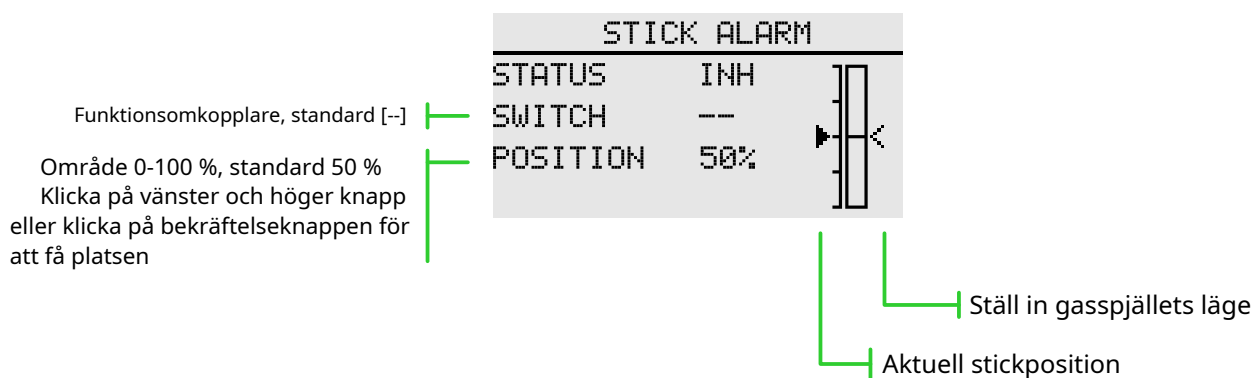 STICK ALARM
STATUS INH
Funktionsomkopplare, standard [--]
SWITCH --
Område 0-100 %, standard 50 %
POSITION 50%
Klicka på vänster och höger knapp
eller klicka på bekräftelseknappen för
att få platsen
Ställ in gasspjällets läge
Aktuell stickposition